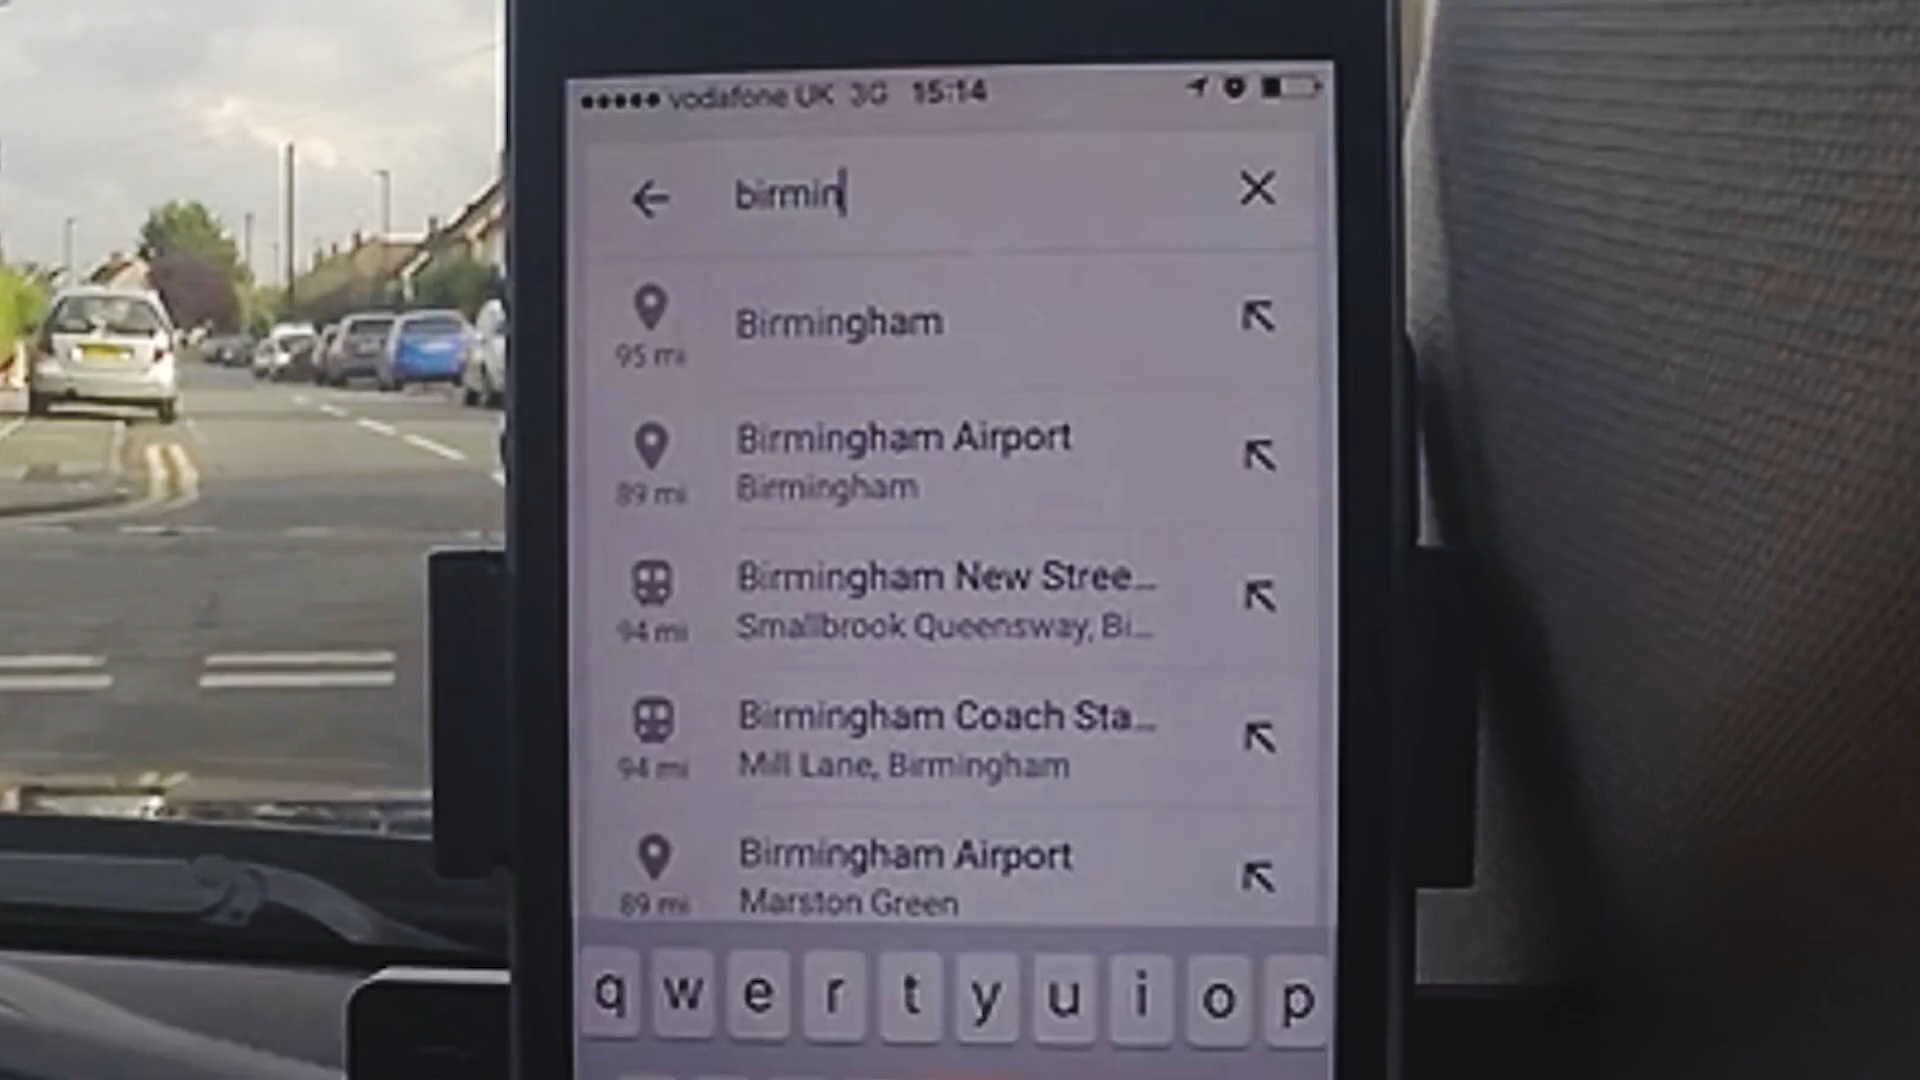 vodafone UK 3G 15:14
birmin
Birmingham
95 mi
Birmingham Airport
Birmingham
89 mi
Birmingham New Stree...
Smallbrook Queensway, Bi...
94 mi
Birmingham Coach Sta...
Mill Lane, Birmingham
94 mi
Birmingham Airport
Marston Green
89 mi
q w e r t y u i o p